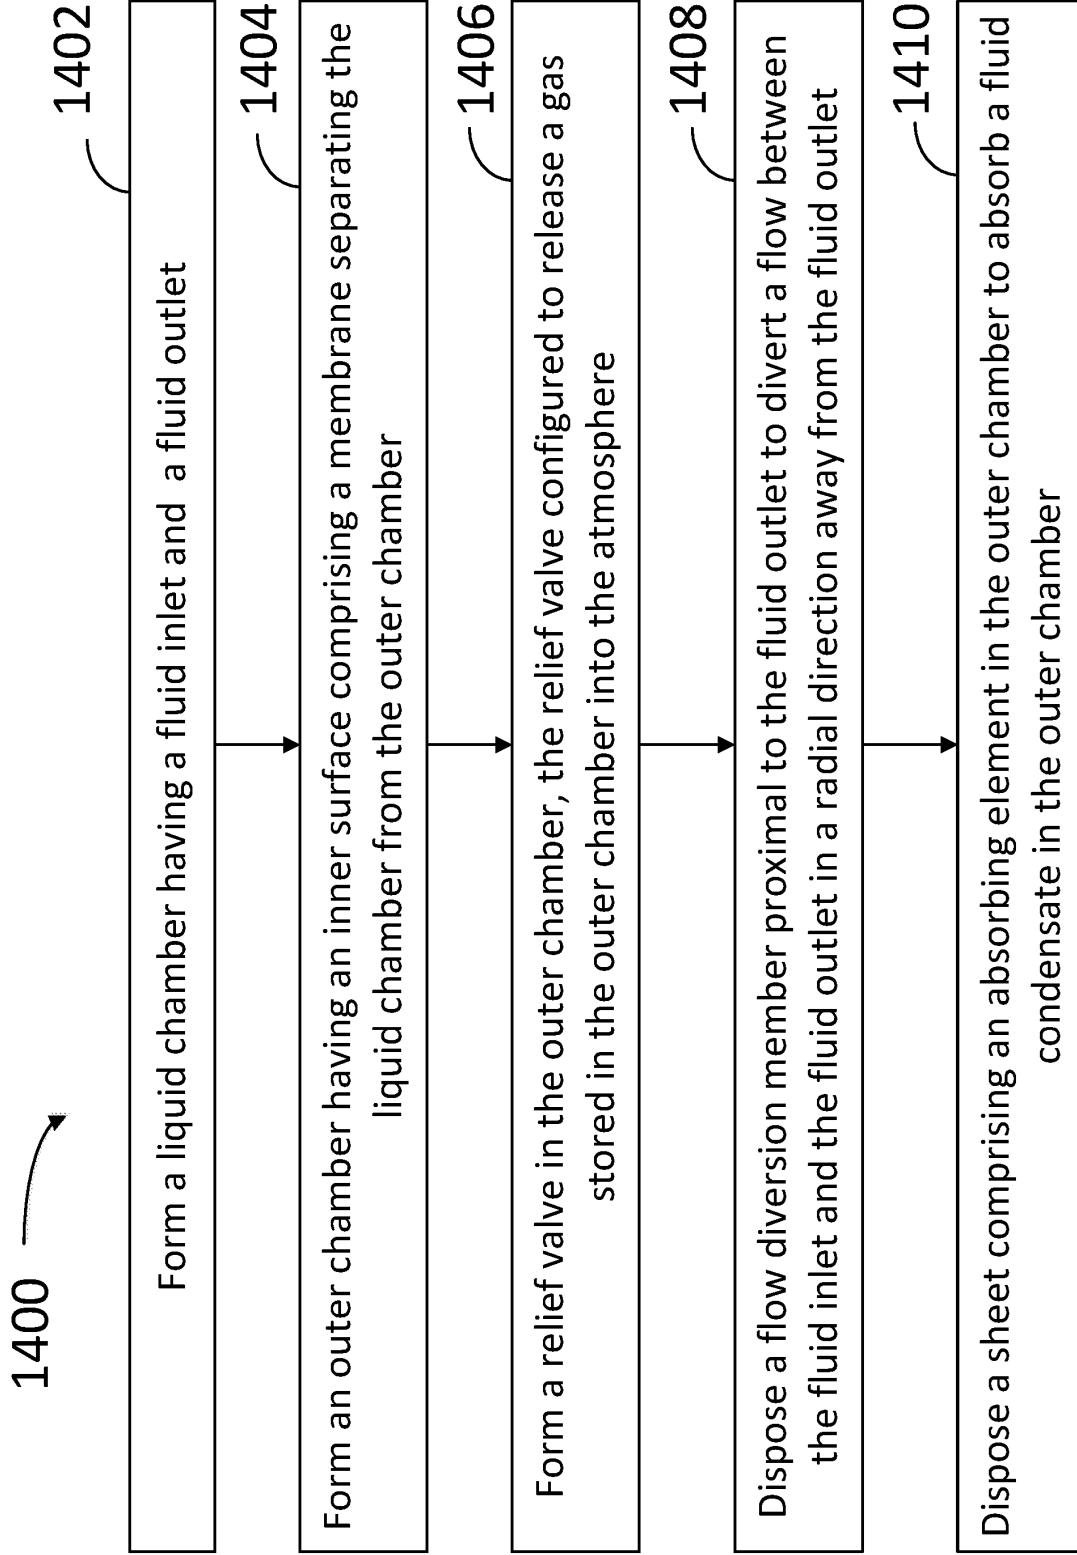 1400
1402
Form a liquid chamber having a fluid inlet and a fluid outlet
1404
Form an outer chamber having an inner surface comprising a membrane separating the
liquid chamber from the outer chamber
1406
Form a relief valve in the outer chamber, the relief valve configured to release a gas
stored in the outer chamber into the atmosphere
1408
Dispose a flow diversion member proximal to the fluid outlet to divert a flow between
the fluid inlet and the fluid outlet in a radial direction away from the fluid outlet
1410
Dispose a sheet comprising an absorbing element in the outer chamber to absorb a fluid
condensate in the outer chamber